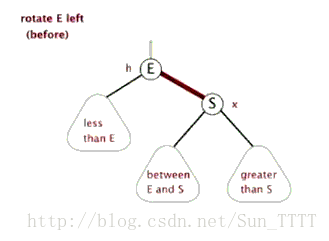 rotate E left
(before)
h
E
S
x
less
than E
between
E and S
greater
than S
http://blog.csdn.net/Sun_TTTT